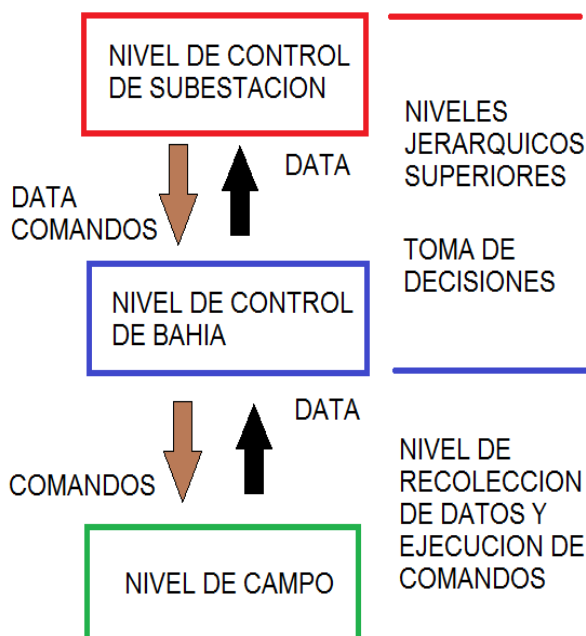 NIVEL DE CONTROL
DE SUBESTACION
NIVELES
JERARQUICOS
SUPERIORES
DATA
DATA
COMANDOS
TOMA DE
DECISIONES
NIVEL DE CONTROL
DE BAHIA
DATA
COMANDOS
NIVEL DE
RECOLECCION
DE DATOS Y
EJECUCION DE
COMANDOS
NIVEL DE CAMPO